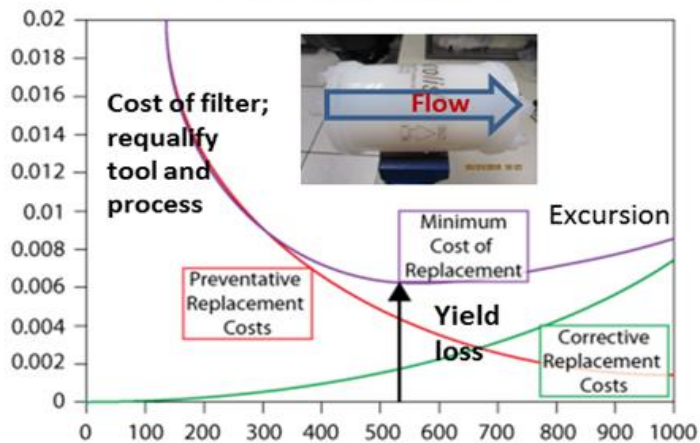 0.02
0.018
0.016
0.014
0.012
0.01
0.008
0.006
0.004
0.002
0
Cost of filter;
requalify
tool and
process
Flow
Minimum
Cost of
Replacement
Excursion
Preventative
Replacement
Costs
Yield
loss
Corrective
Replacement
Costs
0 100 200 300 400 500 600 700 800 900 1000